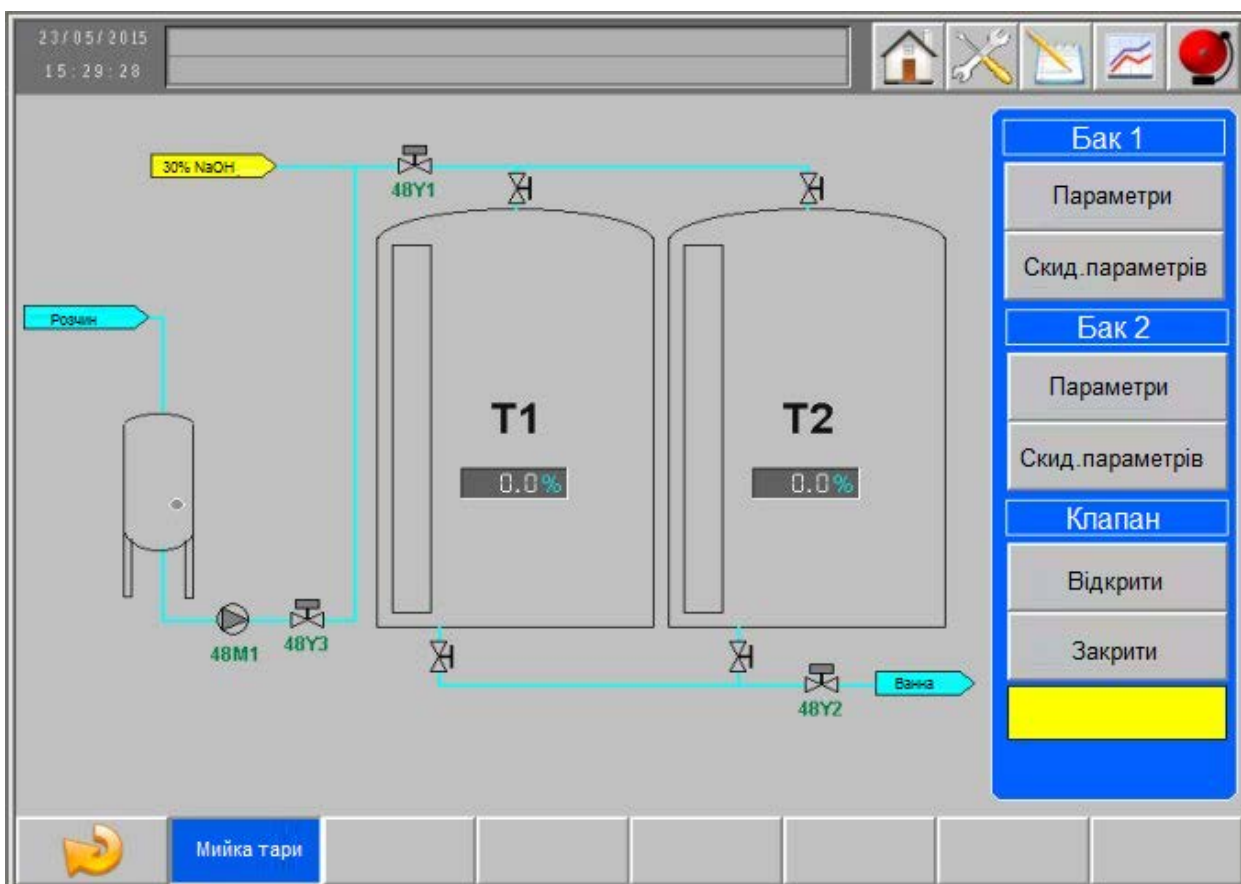 23/05/2015
15:29:28
30% NaOH
48Y1
Розчин
T1
T2
0.0%
0.0%
48M1
48Y3
48Y2
Ванна
Бак 1
Параметри
Скид.параметрів
Бак 2
Параметри
Скид.параметрів
Клапан
Відкрити
Закрити
Мийка тари